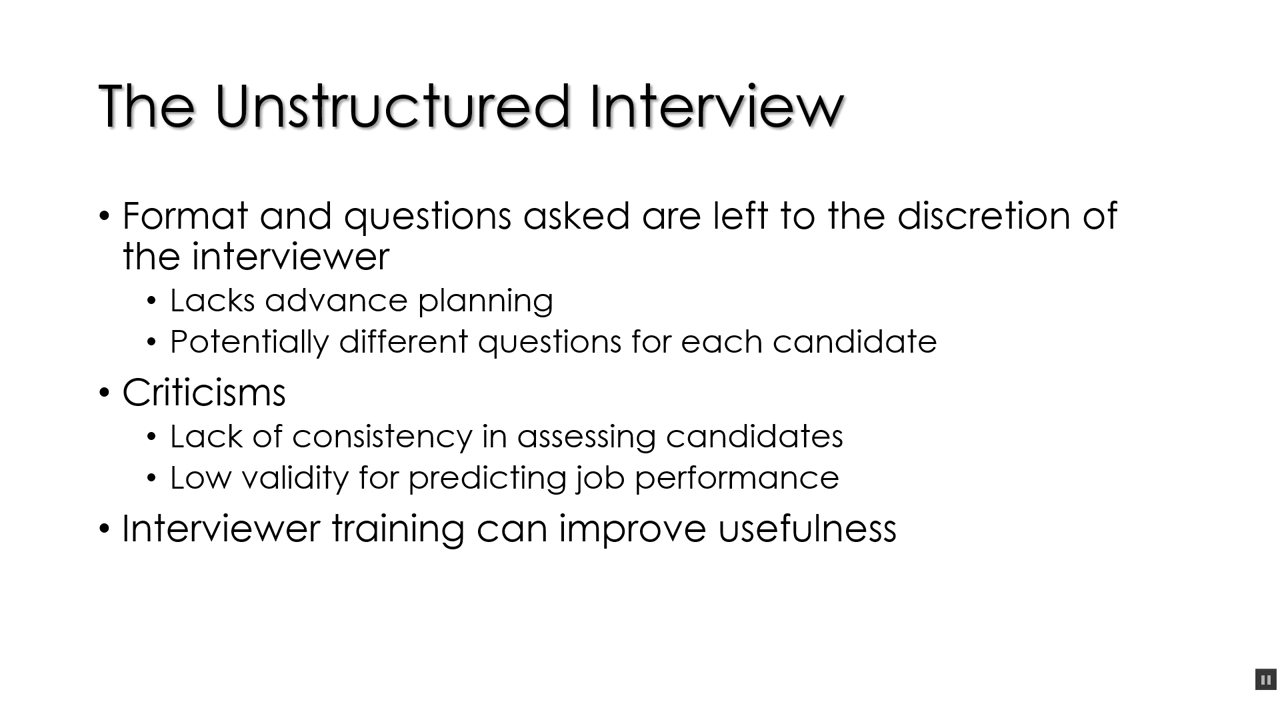 The Unstructured Interview
• Format and questions asked are left to the discretion of
the interviewer
• Lacks advance planning
• Potentially different questions for each candidate
• Criticisms
• Lack of consistency in assessing candidates
• Low validity for predicting job performance
• Interviewer training can improve usefulness